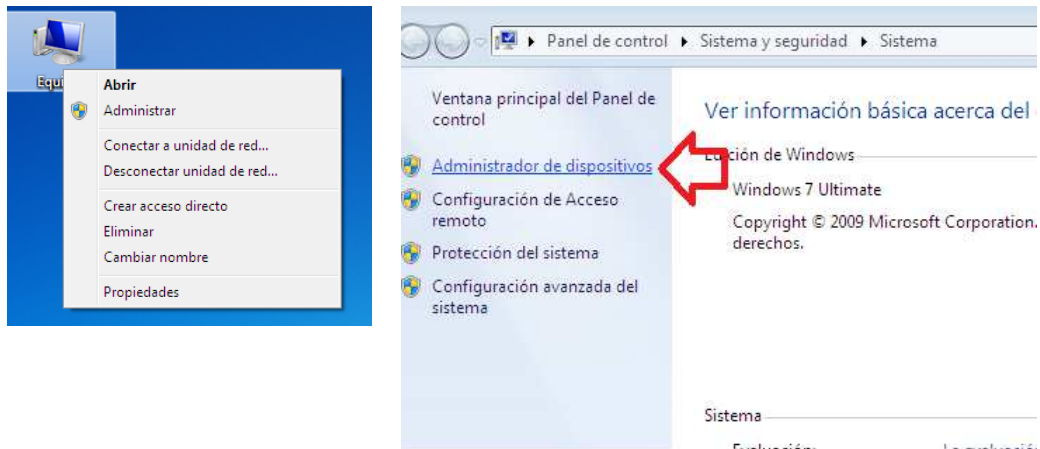 Abrir
Administrar
Conectar a unidad de red...
Desconectar unidad de red...
Crear acceso directo
Eliminar
Cambiar nombre
Propiedades
Panel de control Sistema y seguridad Sistema
Ventana principal del Panel de
control
Administrador de dispositivos
Configuración de Acceso
remoto
Protección del sistema
Configuración avanzada del
sistema
Ver información básica acerca del
de Windows
Windows 7 Ultimate
Copyright © 2009 Microsoft Corporation.
derechos.
Sistema